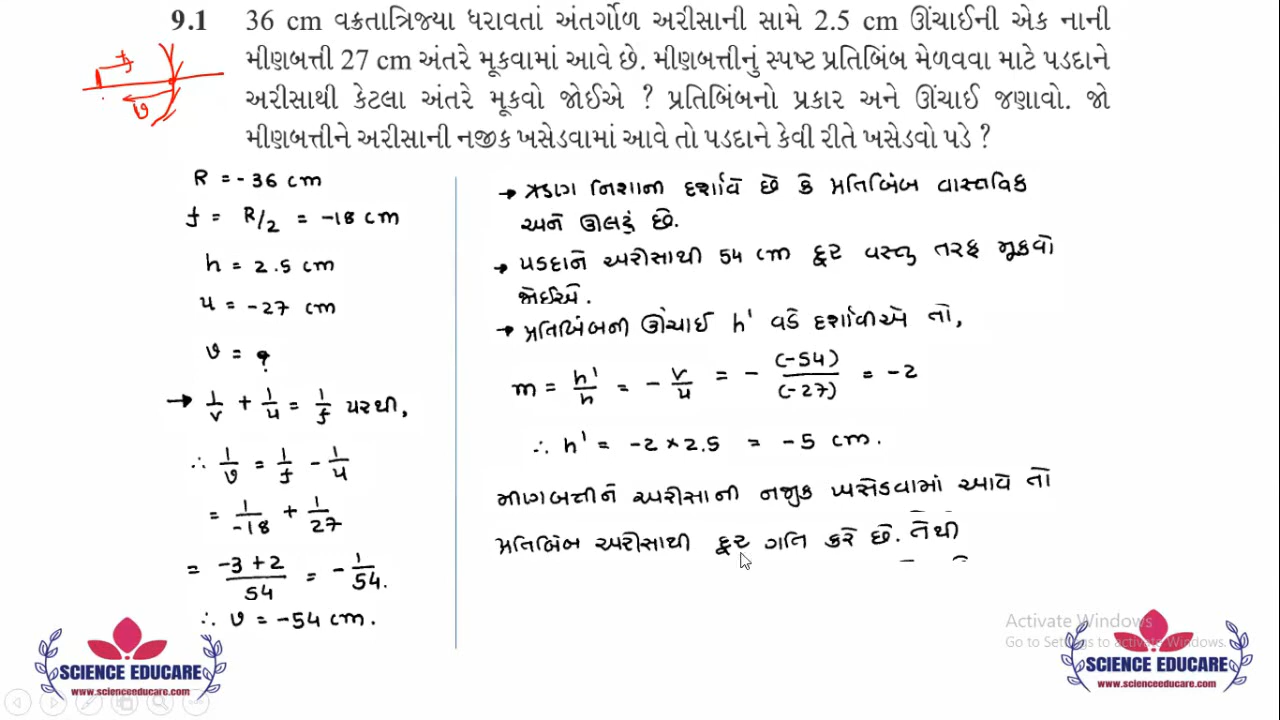 9.1 36 cm વક્રતાત્રિજ્યા ધરાવતાં અંતર્ગોળ અરીસાની સામે 2.5 cm ઊંચાઈની એક નાની
મીણબત્તી 27 cm અંતરે મૂકવામાં આવે છે. મીણબત્તીનું સ્પષ્ટ પ્રતિબિંબ મેળવવા માટે પડદાને
અરીસાથી કેટલા અંતરે મૂકવો જોઈએ ? પ્રતિબિંબનો પ્રકાર અને ઊંચાઈ જણાવો. જો
મીણબત્તીને અરીસાની નજીક ખસેડવામાં આવે તો પડદાને કેવી રીતે ખસેડવો પડે ?
R = -36 cm
f = R/2 = -18 cm
h = 2.5 cm
u = -27 cm
v = ?
→ 1/v + 1/u = 1/f પરથી,
∴ 1/v = 1/f - 1/u
= 1/-18 + 1/27
= -3+2/54 = -1/54.
∴ v = -54 cm.
→ ઋણ નિશાની દર્શાવે છે કે પ્રતિબિંબ વાસ્તવિક
અને ઊલટું છે.
→ પડદાને અરીસાથી 54 cm દૂર વસ્તુ તરફ મૂકવો
જોઈએ.
→ પ્રતિબિંબની ઊંચાઈ h' વડે દર્શાવીએ તો,
m = h'/h = - v/u = - (-54)/(-27) = -2
∴ h' = -2 × 2.5 = -5 cm.
મીણબત્તીને અરીસાની નજીક ખસેડવામાં આવે તો
પ્રતિબિંબ અરીસાથી દૂર ગતિ કરે છે. તેથી
Activate Windows
Go to Settings to activate Windows.
SCIENCE EDUCARE
www.scienceeducare.com
SCIENCE EDUCARE
www.scienceeducare.com